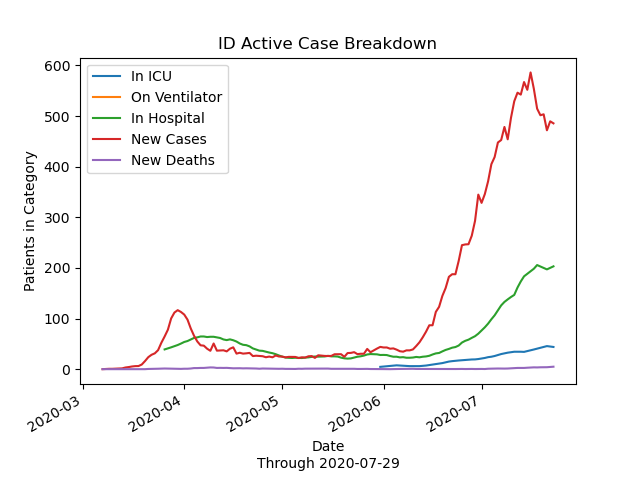 ID Active Case Breakdown
In ICU
On Ventilator
In Hospital
New Cases
New Deaths
Patients in Category
600
500
400
300
200
100
0
2020-03
2020-04
2020-05
2020-06
2020-07
Date
Through 2020-07-29